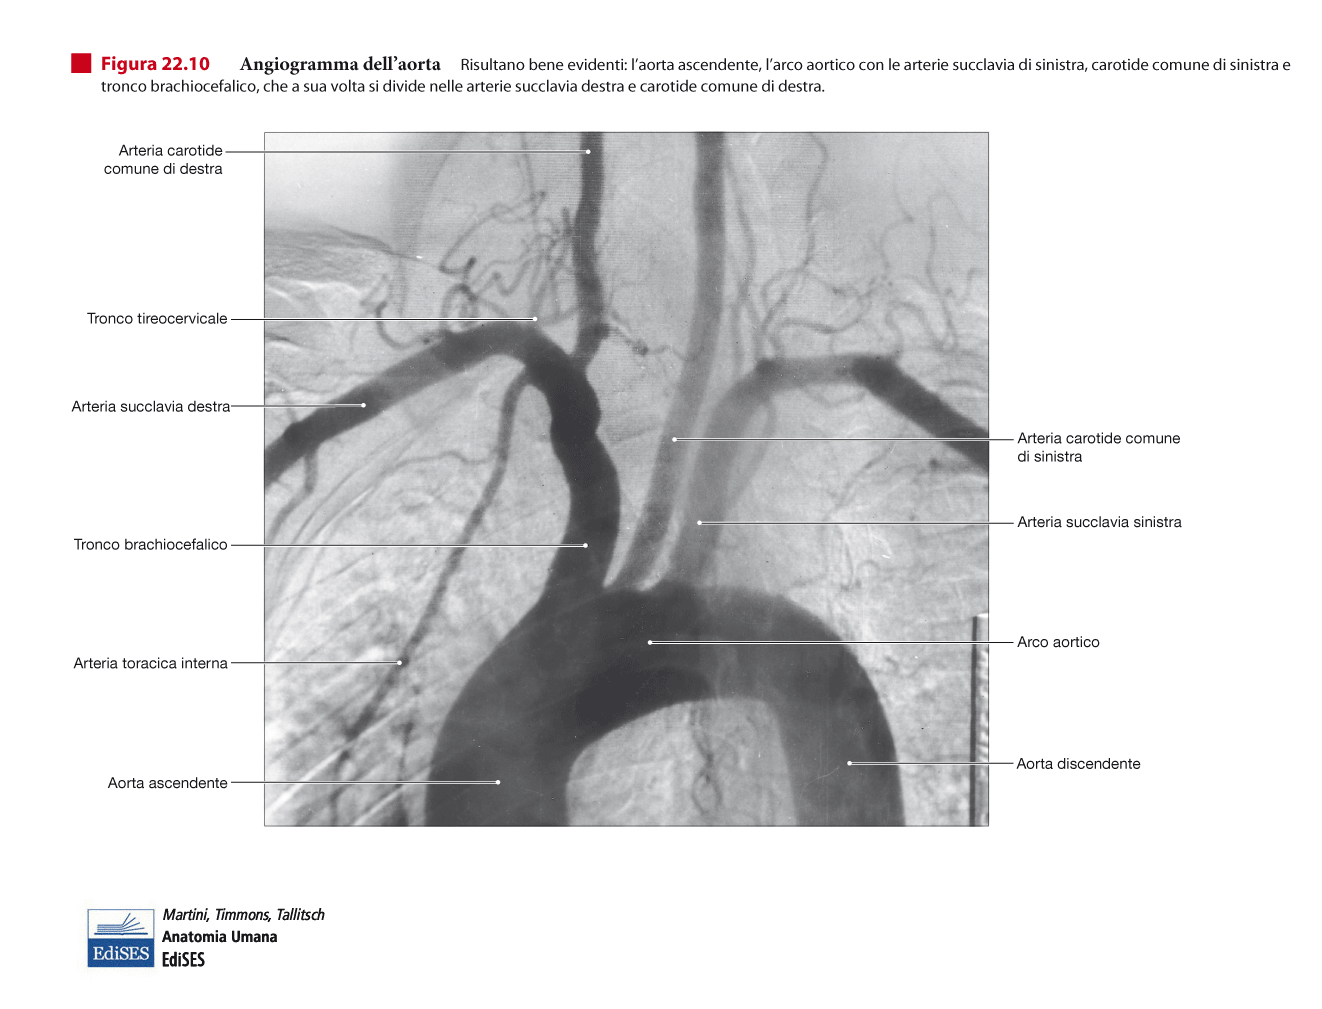 Figura 22.10 Angiogramma dell'aorta Risultano bene evidenti: l'aorta ascendente, l'arco aortico con le arterie succlavia di sinistra, carotide comune di sinistra e
tronco brachiocefalico, che a sua volta si divide nelle arterie succlavia destra e carotide comune di destra.
Arteria carotide
comune di destra
Tronco tireocervicale
Arteria succlavia destra
Tronco brachiocefalico
Arteria toracica interna
Aorta ascendente
Arteria carotide comune
di sinistra
Arteria succlavia sinistra
Arco aortico
Aorta discendente
EdiSES
Martini, Timmons, Tallitsch
Anatomia Umana
EdiSES